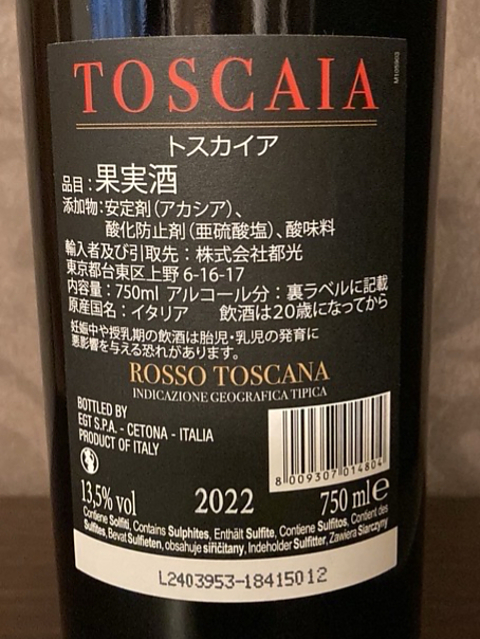 TOSCAIA
M105903
トスカイア
品目：果実酒
添加物：安定剤（アカシア）、
酸化防止剤（亜硫酸塩）、酸味料
輸入者及び引取先：株式会社都光
東京都台東区上野 6-16-17
内容量：750ml アルコール分：裏ラベルに記載
原産国名：イタリア 飲酒は20歳になってから
妊娠中や授乳期の飲酒は胎児・乳児の発育に
悪影響を与える恐れがあります。
ROSSO TOSCANA
INDICAZIONE GEOGRAFICA TIPICA
BOTTLED BY
EGT S.P.A. - CETONA - ITALIA
PRODUCT OF ITALY
8 009307 014804
13,5% vol 2022 750 ml e
Contiene Solfiti, Contains Sulphites, Enthält Sulfite, Contiene Sulfitos, Contient des
Sulfites, Bevat Sulfieten, obsahuje siřičitany, Indeholder Sulfitter, Zawiera Siarczyny
L2403953-18415012